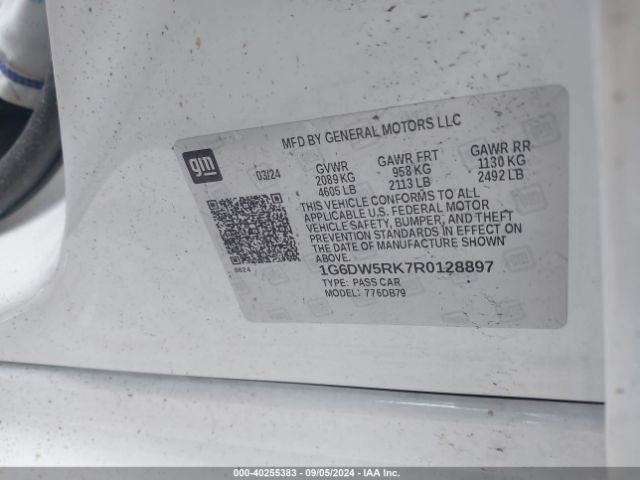 MFD BY GENERAL MOTORS LLC
gm
03/24
GVWR
2089 KG
4605 LB
GAWR FRT
958 KG
2113 LB
GAWR RR
1130 KG
2492 LB
THIS VEHICLE CONFORMS TO ALL
APPLICABLE U.S. FEDERAL MOTOR
VEHICLE SAFETY, BUMPER, AND THEFT
PREVENTION STANDARDS IN EFFECT ON
THE DATE OF MANUFACTURE SHOWN
ABOVE.
1G6DW5RK7R0128897
TYPE: PASS CAR
MODEL: 776DB79
000-40255383 - 09/05/2024 - IAA Inc.